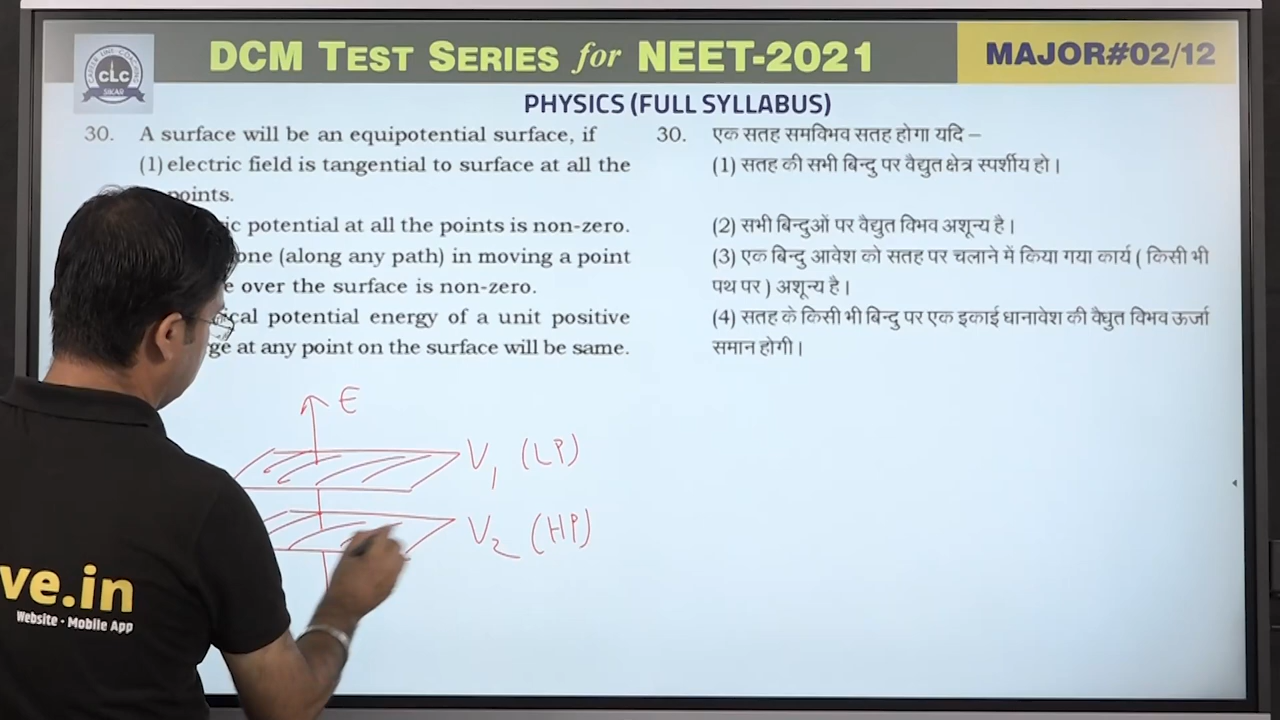 CAREER LINE COACHING
CLC
SIKAR
DCM TEST SERIES for NEET-2021
MAJOR#02/12
PHYSICS (FULL SYLLABUS)
30. A surface will be an equipotential surface, if
(1) electric field is tangential to surface at all the
points.
ic potential at all the points is non-zero.
one (along any path) in moving a point
e over the surface is non-zero.
ical potential energy of a unit positive
ge at any point on the surface will be same.
30. एक सतह समविभव सतह होगा यदि –
(1) सतह की सभी बिन्दु पर वैद्युत क्षेत्र स्पर्शीय हो।
(2) सभी बिन्दुओं पर वैद्युत विभव अशून्य है।
(3) एक बिन्दु आवेश को सतह पर चलाने में किया गया कार्य ( किसी भी
पथ पर ) अशून्य है।
(4) सतह के किसी भी बिन्दु पर एक इकाई धानावेश की वैधुत विभव ऊर्जा
समान होगी।
E
V1 (LP)
V2 (HP)
ve.in
Website • Mobile App